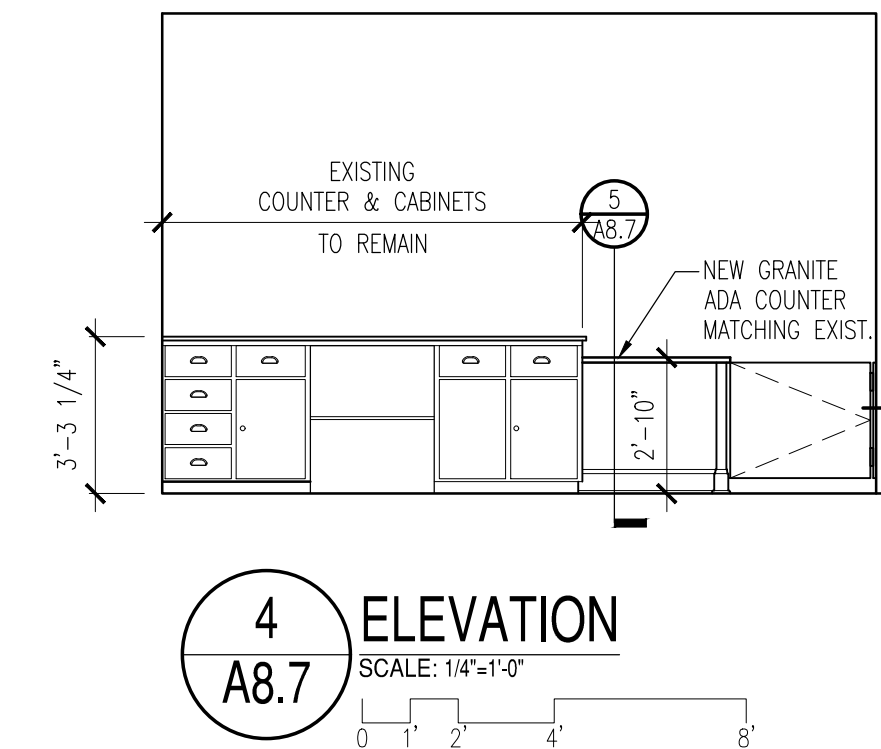 EXISTING
COUNTER & CABINETS
TO REMAIN
5
A8.7
NEW GRANITE
ADA COUNTER
MATCHING EXIST.
3'-3 1/4"
2'-10"
4
A8.7
ELEVATION
SCALE: 1/4"=1'-0"
0 1' 2' 4' 8'